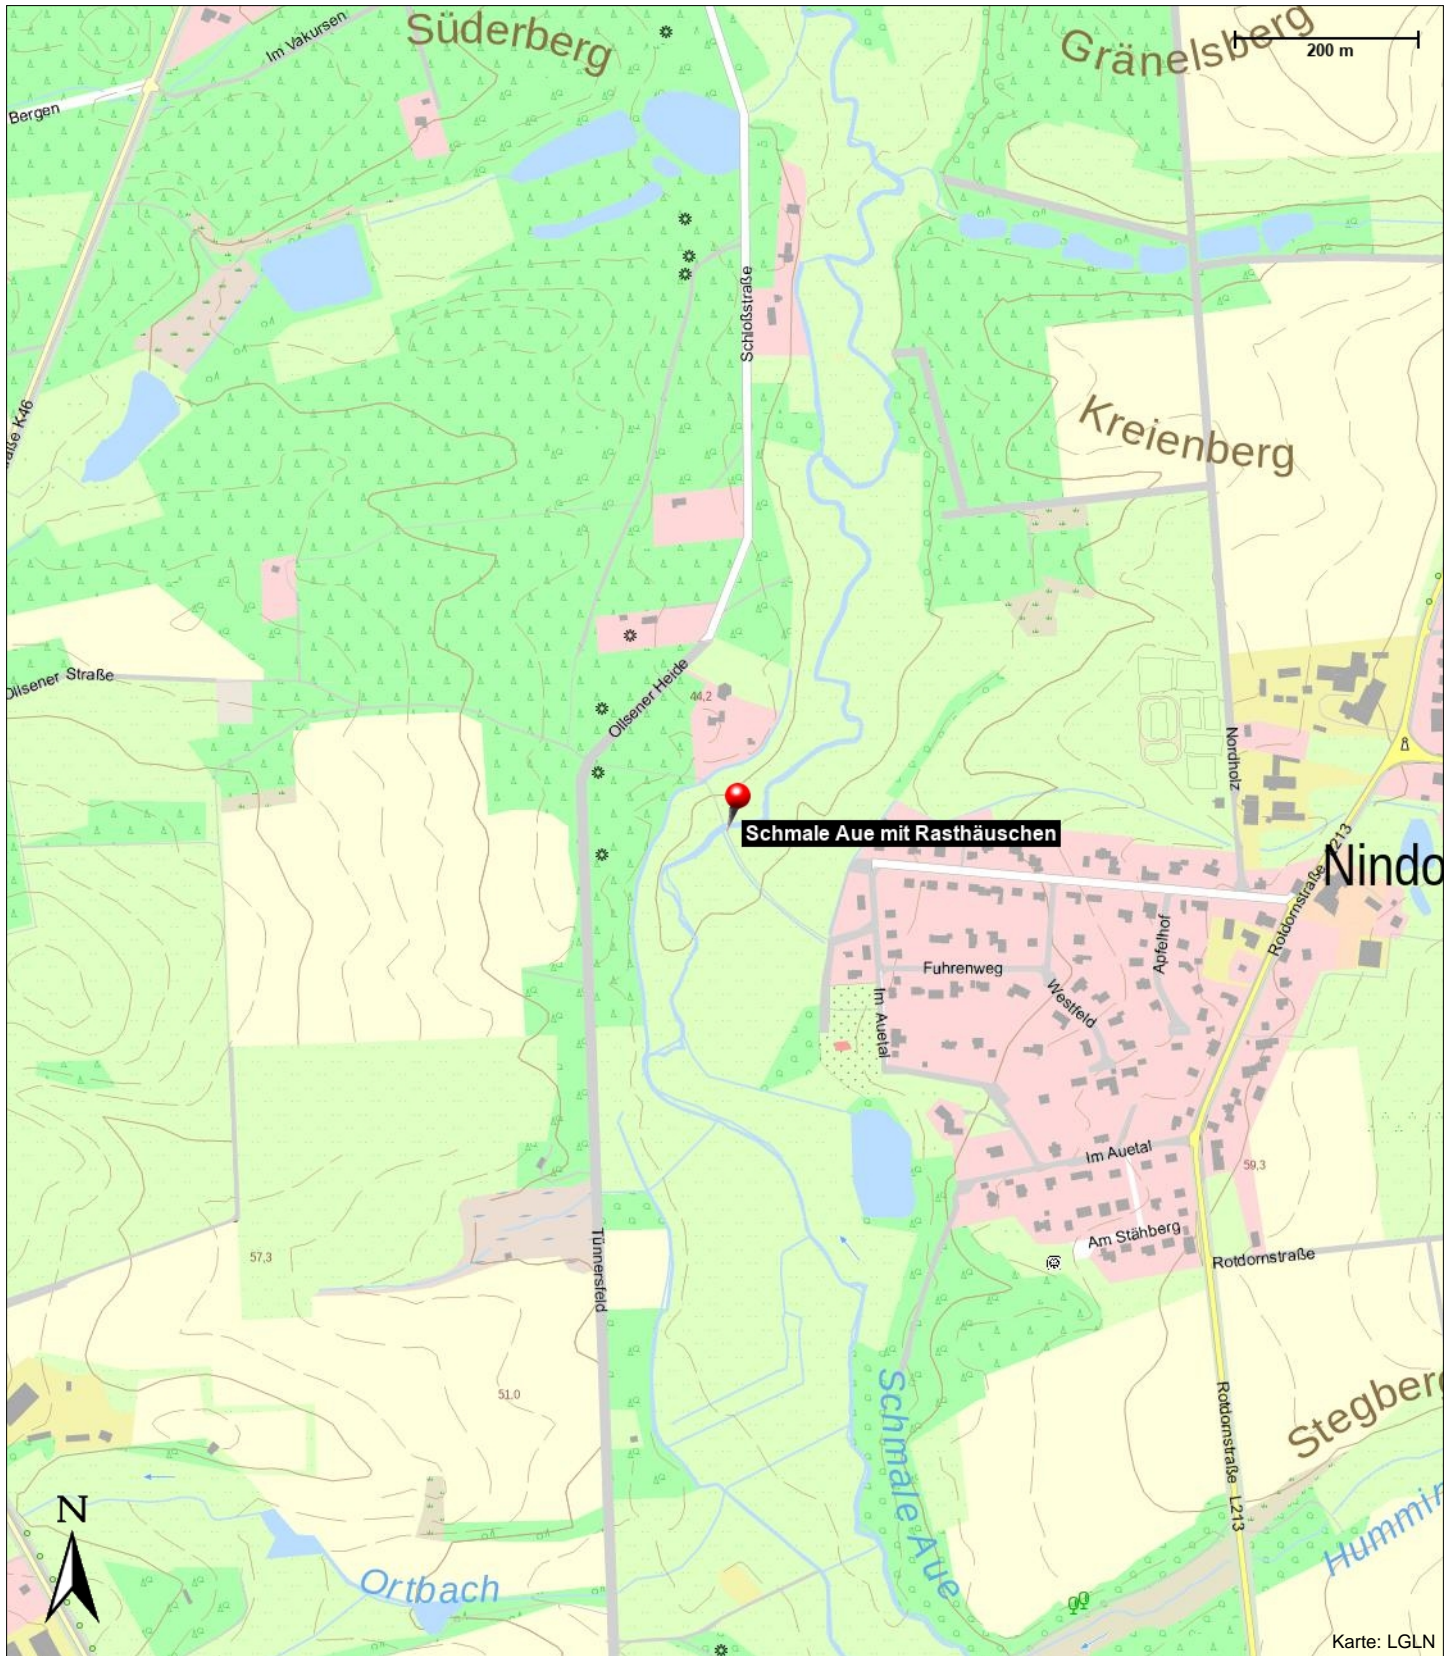 Süderberg
Gränelsberg
200 m
Im Vakursen
Bergen
Schloßstraße
Kreienberg
aße K46
Ollsener Straße
Ollsener Heide
44,2
Nordholz
Schmale Aue mit Rasthäuschen
Nindo
Rotdornstraße L213
Apfelhof
Fuhrenweg
Westfeld
Im Auetal
Im Auetal
59,3
Am Stähberg
Rotdornstraße
57,3
Tünnersfeld
51,0
Schmale Aue
Rotdornstraße L213
Stegberg
N
Ortbach
Hummin
Karte: LGLN